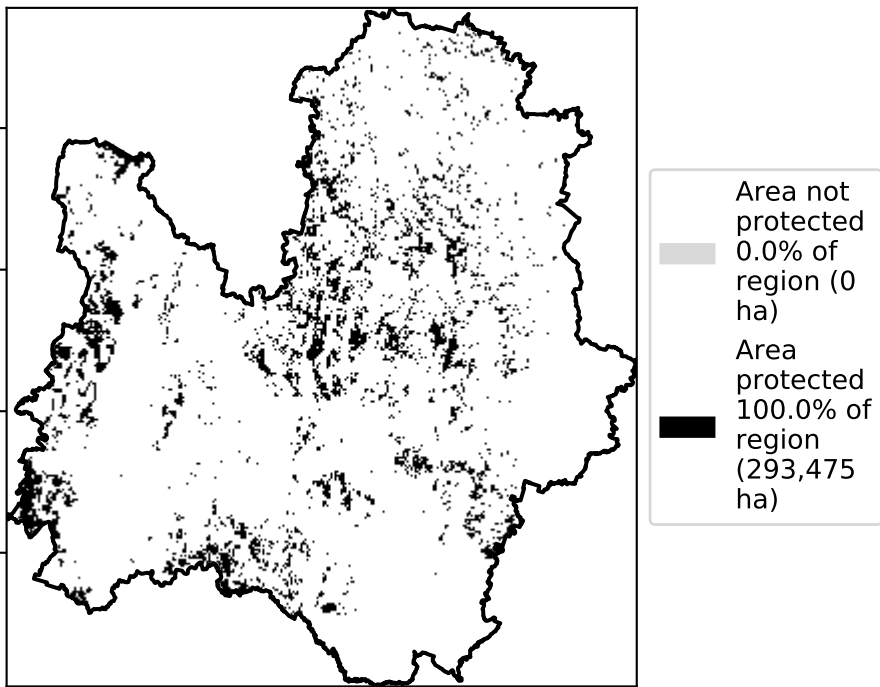 Area not
protected
0.0% of
region (0
ha)
Area
protected
100.0% of
region
(293,475
ha)